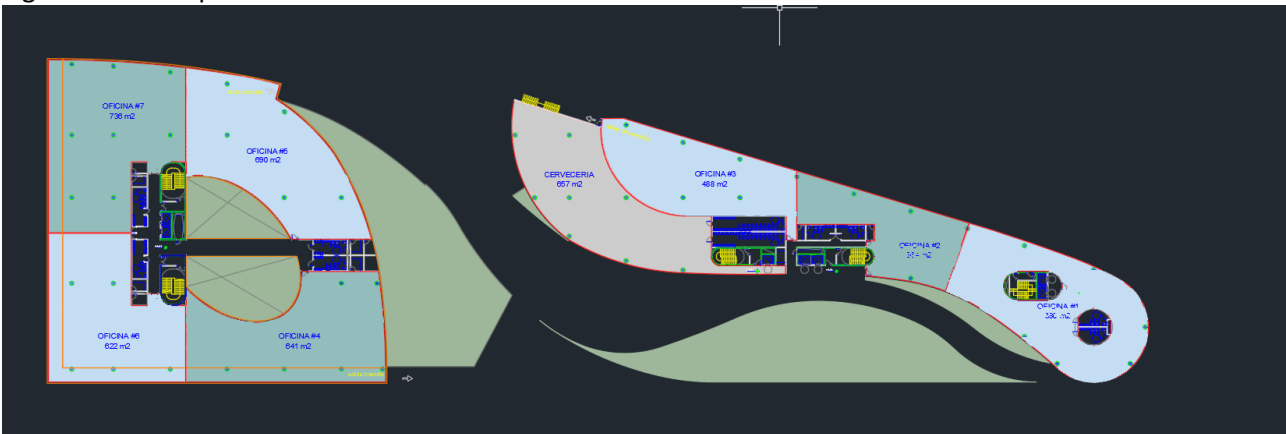 OFICINA #7
736 m2
OFICINA #5
690 m2
OFICINA #6
622 m2
OFICINA #4
641 m2
CERVECERIA
657 m2
OFICINA #3
488 m2
OFICINA #2
OFICINA #1